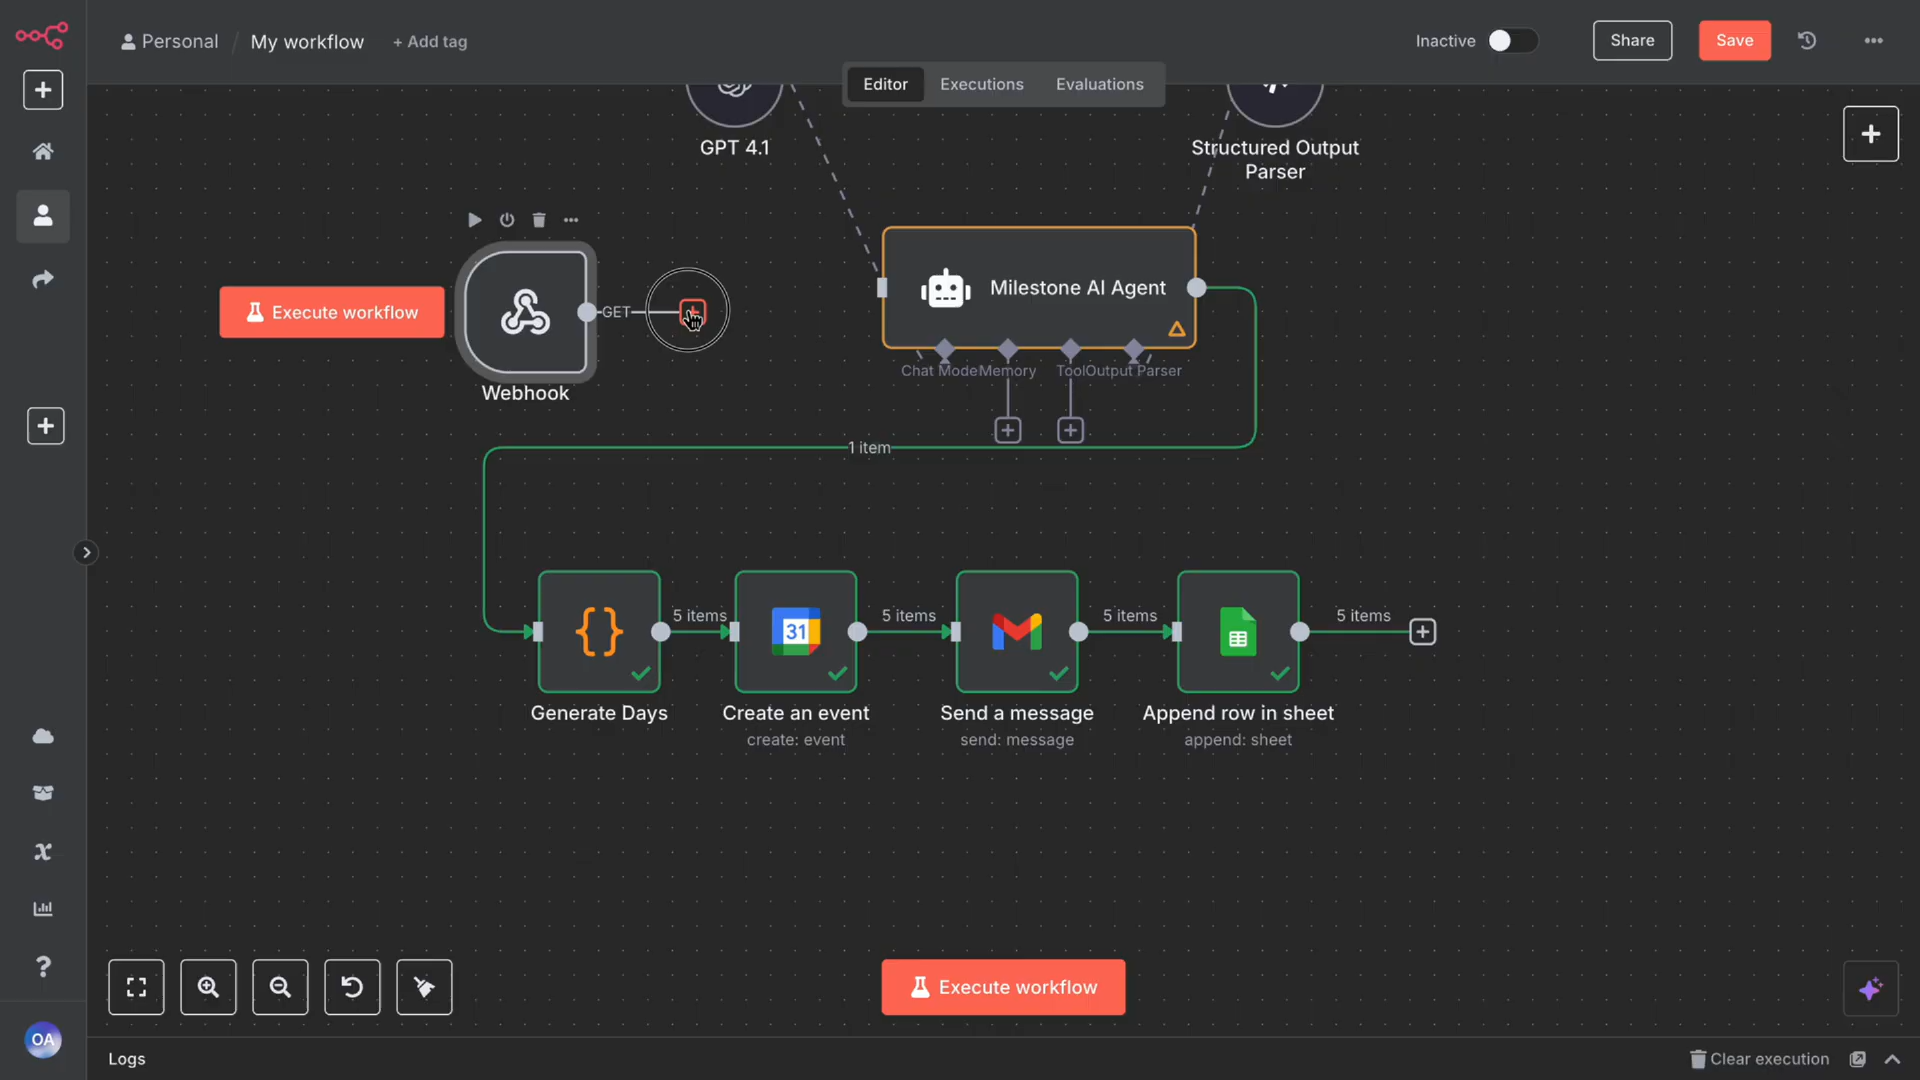 Personal / My workflow + Add tag
Inactive
Share
Save
Editor
Executions
Evaluations
GPT 4.1
Structured Output
Parser
Execute workflow
GET
Webhook
Milestone AI Agent
Chat Mode
Memory
Tool
Output Parser
1 item
5 items
5 items
5 items
5 items
31
Generate Days
Create an event
create: event
Send a message
send: message
Append row in sheet
append: sheet
Execute workflow
OA
Logs
Clear execution